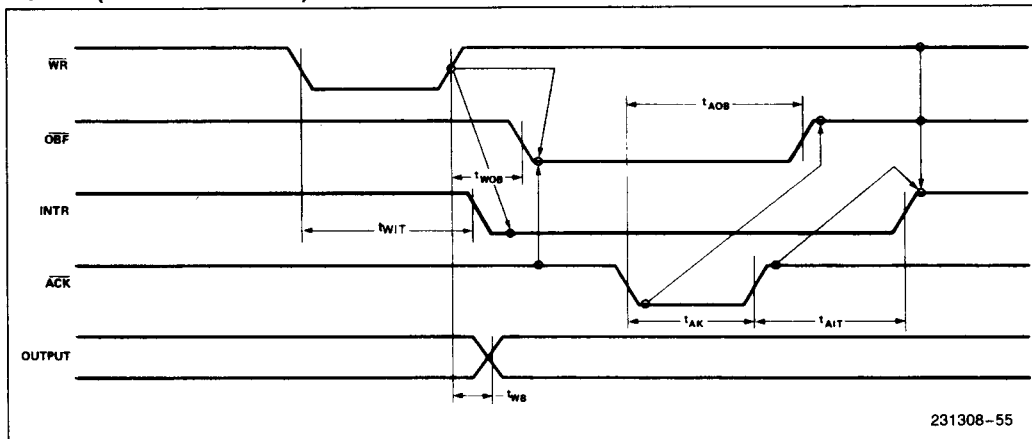 WR
tAOB
OBF
tWOB
INTR
tWIT
ACK
tAK
tAIT
OUTPUT
tWB
231308-55